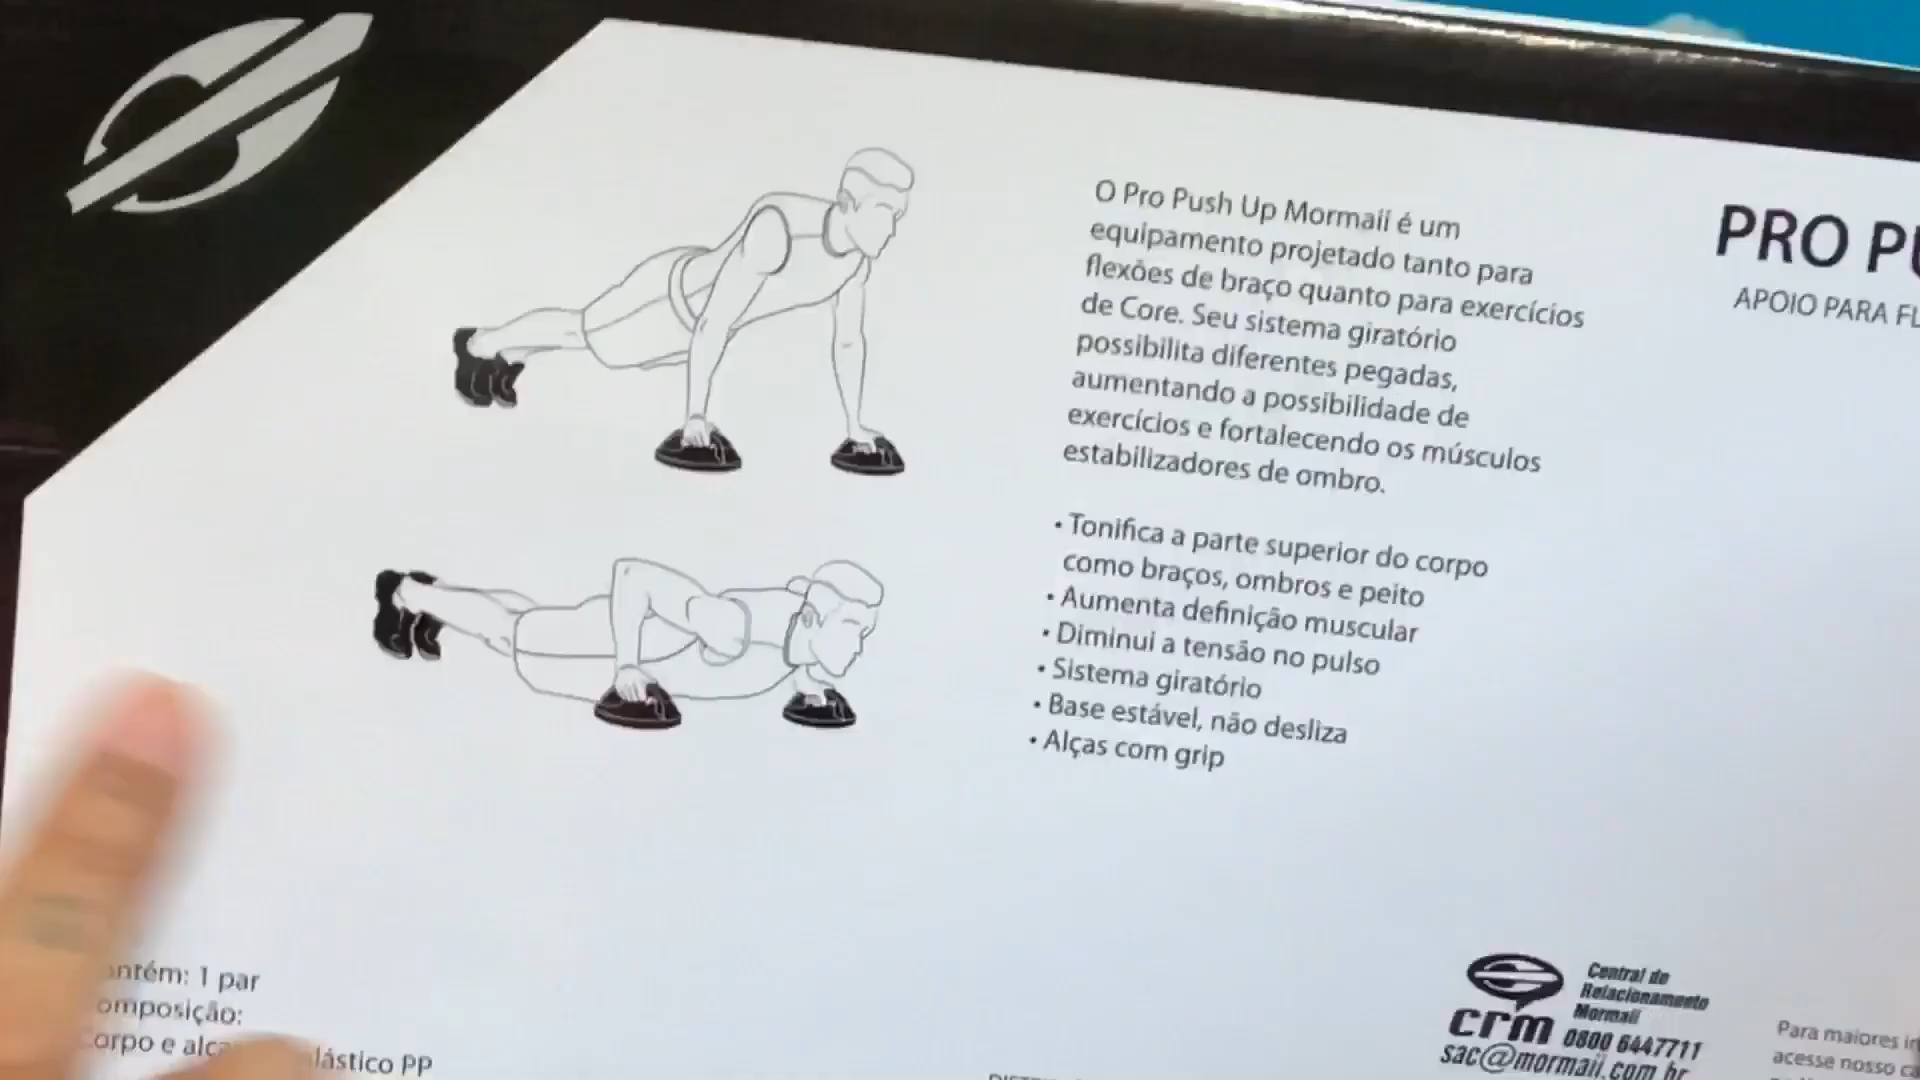 O Pro Push Up Mormaii é um
equipamento projetado tanto para
flexões de braço quanto para exercícios
de Core. Seu sistema giratório
possibilita diferentes pegadas,
aumentando a possibilidade de
exercícios e fortalecendo os músculos
estabilizadores de ombro.
• Tonifica a parte superior do corpo
como braços, ombros e peito
• Aumenta definição muscular
• Diminui a tensão no pulso
• Sistema giratório
• Base estável, não desliza
• Alças com grip
PRO PU
APOIO PARA FL
ntém: 1 par
omposição:
orpo e alç lástico PP
Central de
Relacionamento
Mormaii
crm 0800 6447711
sac@mormaii.com.br
Para maiores in
acesse nosso ca